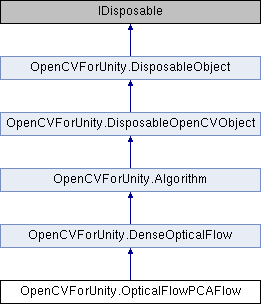 IDisposable
OpenCVForUnity.DisposableObject
OpenCVForUnity.DisposableOpenCVObject
OpenCVForUnity.Algorithm
OpenCVForUnity.DenseOpticalFlow
OpenCVForUnity.OpticalFlowPCAFlow